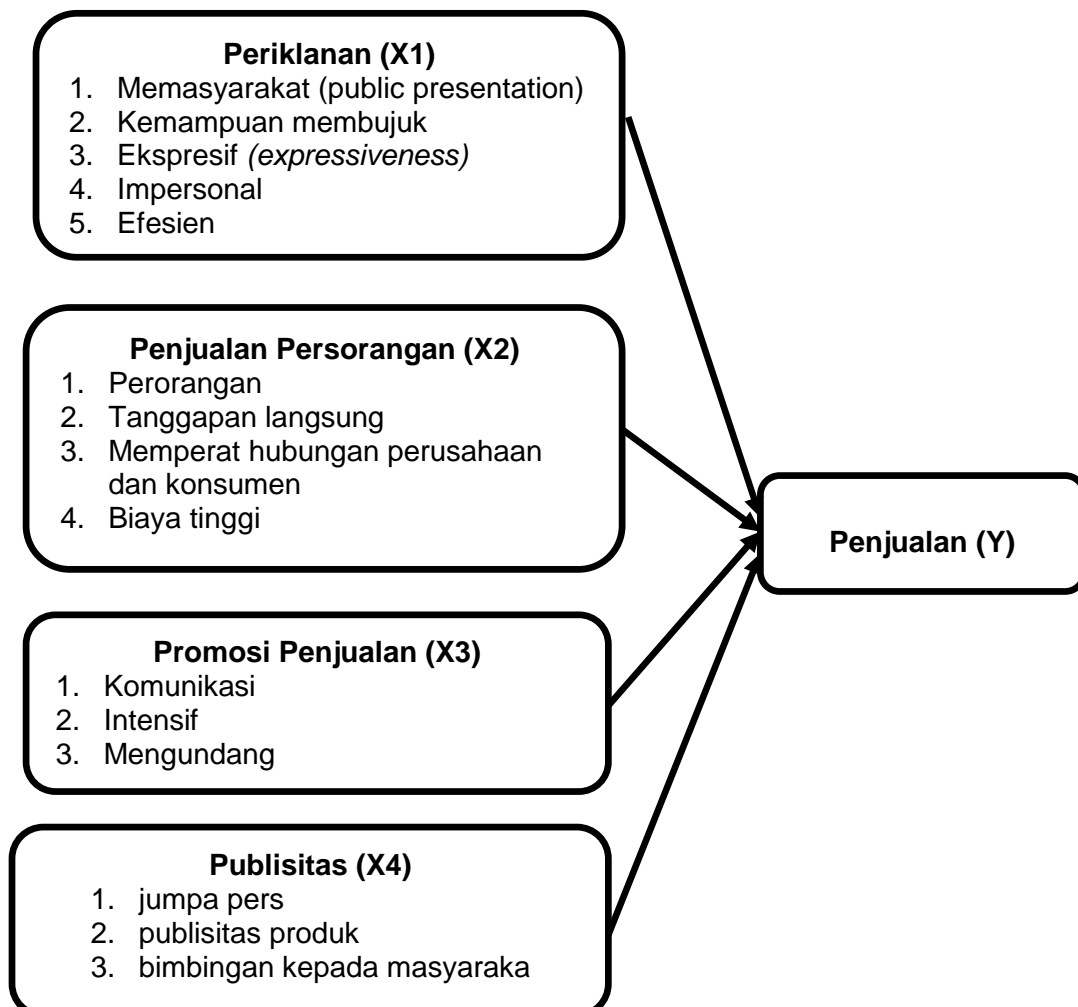 Periklanan (X1)
1. Memasyarakat (public presentation)
2. Kemampuan membujuk
3. Ekspresif (expressiveness)
4. Impersonal
5. Efesien
Penjualan Persorangan (X2)
1. Perorangan
2. Tanggapan langsung
3. Memperat hubungan perusahaan
dan konsumen
4. Biaya tinggi
Penjualan (Y)
Promosi Penjualan (X3)
1. Komunikasi
2. Intensif
3. Mengundang
Publisitas (X4)
1. jumpa pers
2. publisitas produk
3. bimbingan kepada masyaraka